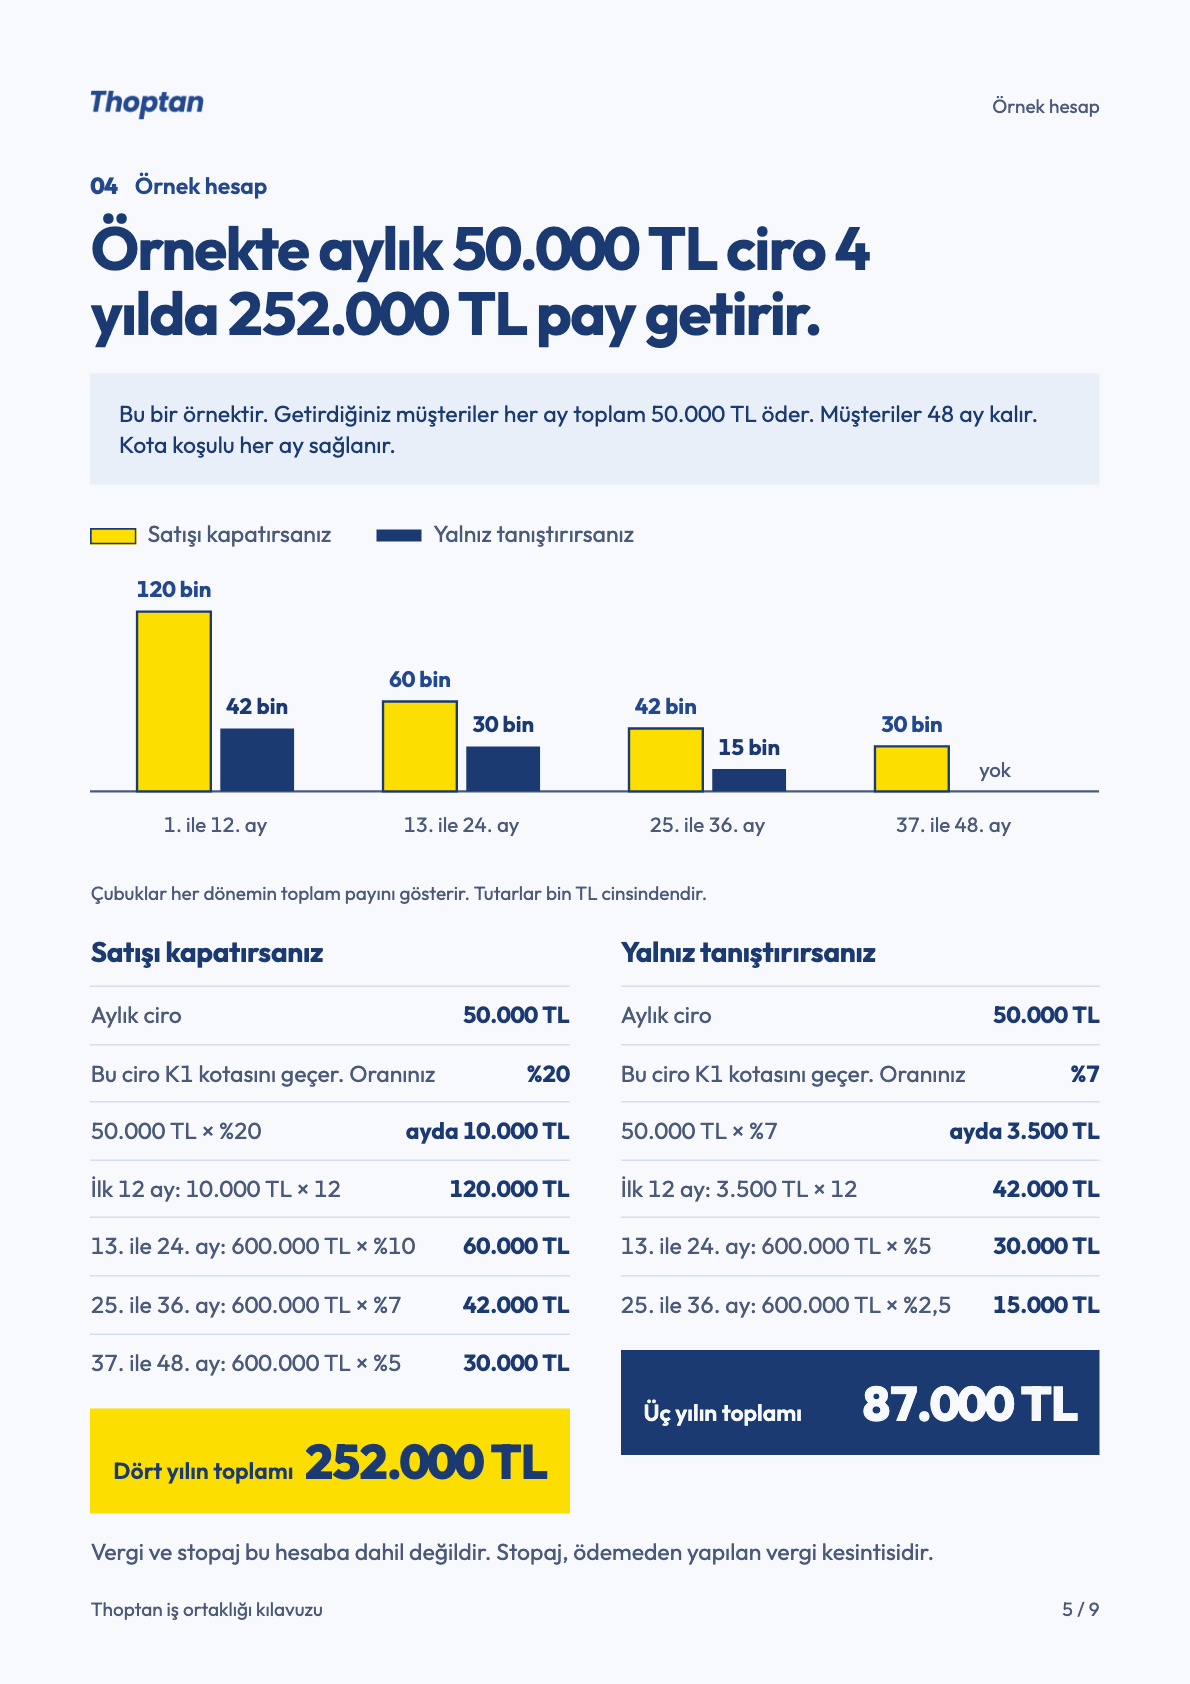 Thoptan
Örnek hesap
04 Örnek hesap
Örnekte aylık 50.000 TL ciro 4
yılda 252.000 TL pay getirir.
Bu bir örnektir. Getirdiğiniz müşteriler her ay toplam 50.000 TL öder. Müşteriler 48 ay kalır.
Kota koşulu her ay sağlanır.
Satışı kapatırsanız
Yalnız tanıştırırsanız
120 bin
42 bin
60 bin
30 bin
42 bin
15 bin
30 bin
yok
1. ile 12. ay
13. ile 24. ay
25. ile 36. ay
37. ile 48. ay
Çubuklar her dönemin toplam payını gösterir. Tutarlar bin TL cinsindendir.
Satışı kapatırsanız
Aylık ciro 50.000 TL
Bu ciro K1 kotasını geçer. Oranınız %20
50.000 TL × %20 ayda 10.000 TL
İlk 12 ay: 10.000 TL × 12 120.000 TL
13. ile 24. ay: 600.000 TL × %10 60.000 TL
25. ile 36. ay: 600.000 TL × %7 42.000 TL
37. ile 48. ay: 600.000 TL × %5 30.000 TL
Dört yılın toplamı 252.000 TL
Yalnız tanıştırırsanız
Aylık ciro 50.000 TL
Bu ciro K1 kotasını geçer. Oranınız %7
50.000 TL × %7 ayda 3.500 TL
İlk 12 ay: 3.500 TL × 12 42.000 TL
13. ile 24. ay: 600.000 TL × %5 30.000 TL
25. ile 36. ay: 600.000 TL × %2,5 15.000 TL
Üç yılın toplamı 87.000 TL
Vergi ve stopaj bu hesaba dahil değildir. Stopaj, ödemeden yapılan vergi kesintisidir.
Thoptan iş ortaklığı kılavuzu
5 / 9